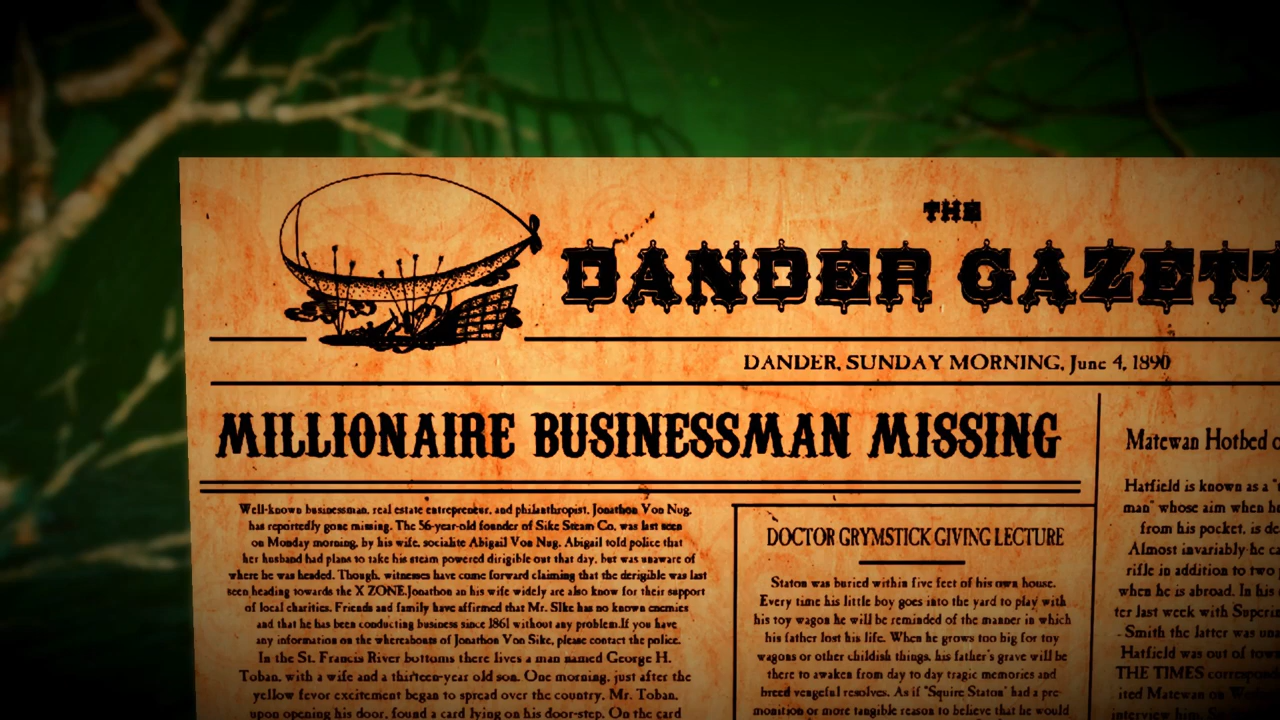 THE
DANDER GAZETT
DANDER, SUNDAY MORNING, June 4, 1890
MILLIONAIRE BUSINESSMAN MISSING
Well-known businessman, real estate entrepreneur, and philanthropist, Jonathon Von Nug,
has reportedly gone missing. The 56-year-old founder of Sike Steam Co, was last seen
on Monday morning, by his wife, socialite Abigail Von Nug. Abigail told police that
her husband had plans to take his steam powered dirigible out that day, but was unaware of
where he was headed. Though, witnesses have come forward claiming that the derigible was last
seen heading towards the X ZONE.Jonathon an his wife widely are also know for their support
of local charities. Friends and family have affirmed that Mr. SIke has no known enemies
and that he has been conducting business since 1861 without any problem.If you have
any information on the whereabouts of Jonathon Von Sike, please contact the police.
In the St. Francis River bottoms there lives a man named George H.
Toban, with a wife and a thirteen-year old son. One morning, just after the
yellow fever excitement began to spread over the country, Mr. Toban,
upon opening his door, found a card lying on his door-step. On the card
DOCTOR GRYMSTICK GIVING LECTURE
Staton was buried within five feet of his own house.
Every time his little boy goes into the yard to play with
his toy wagon he will be reminded of the manner in which
his father lost his life. When he grows too big for toy
wagons or other childish things, his father's grave will be
there to awaken from day to day tragic memories and
breed vengeful resolves. As if "Squire Staton" had a pre-
monition or more tangible reason to believe that he would
Matewan Hotbed o
Hatfield is known as a "
man" whose aim when h
from his pocket, is de
Almost invariably he ca
rifle in addition to two
when he is abroad. In his
ter last week with Superin
- Smith the latter was un
Hatfield was out of tow
THE TIMES correspon
ited Matewan on We
interview him. S